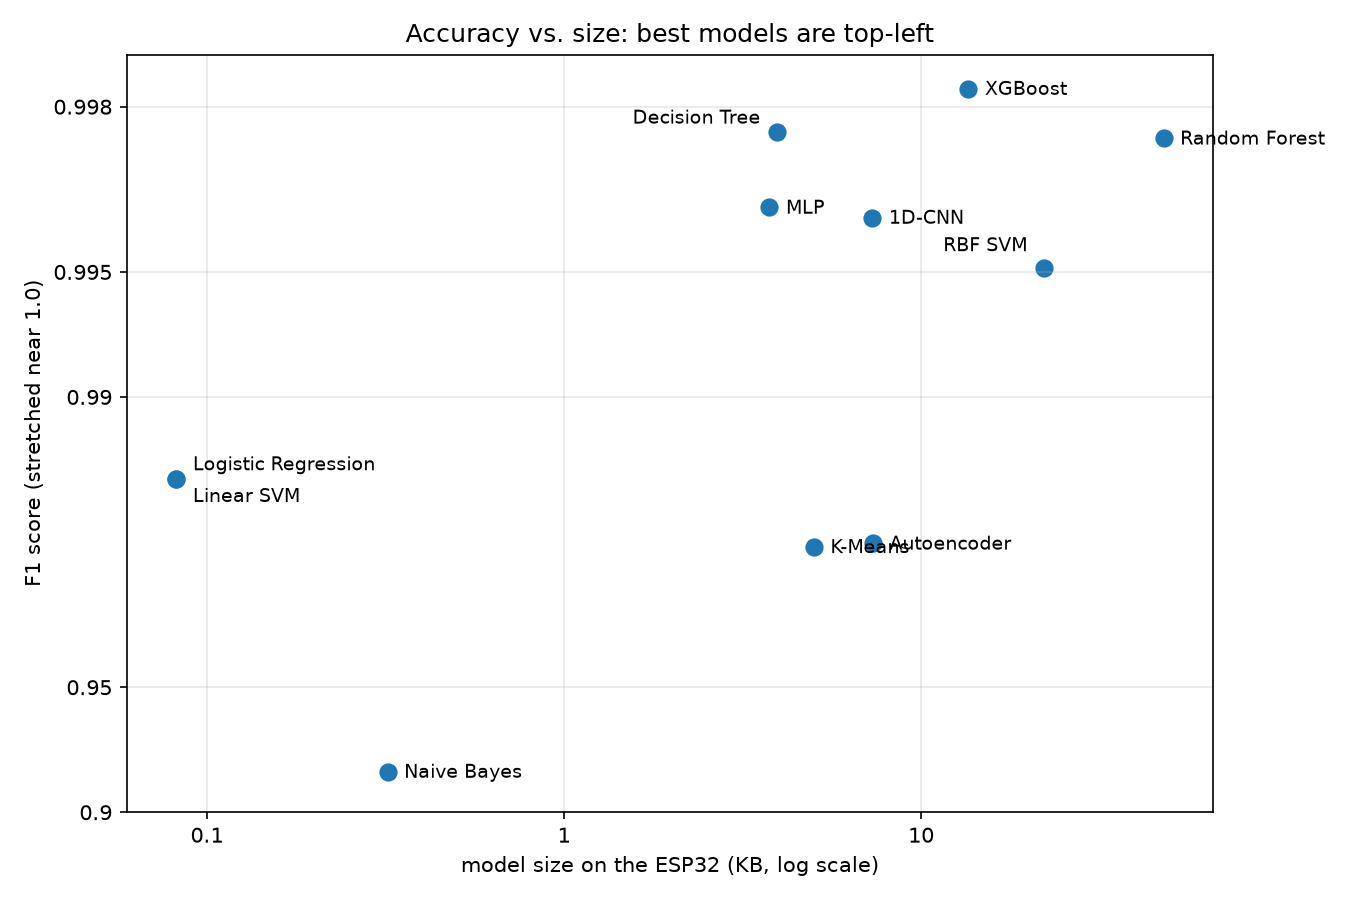 Accuracy vs. size: best models are top-left
XGBoost
0.998
Decision Tree
Random Forest
MLP
1D-CNN
RBF SVM
0.995
F1 score (stretched near 1.0)
0.99
Logistic Regression
Linear SVM
K-Means
Autoencoder
0.95
Naive Bayes
0.9
0.1
1
10
model size on the ESP32 (KB, log scale)